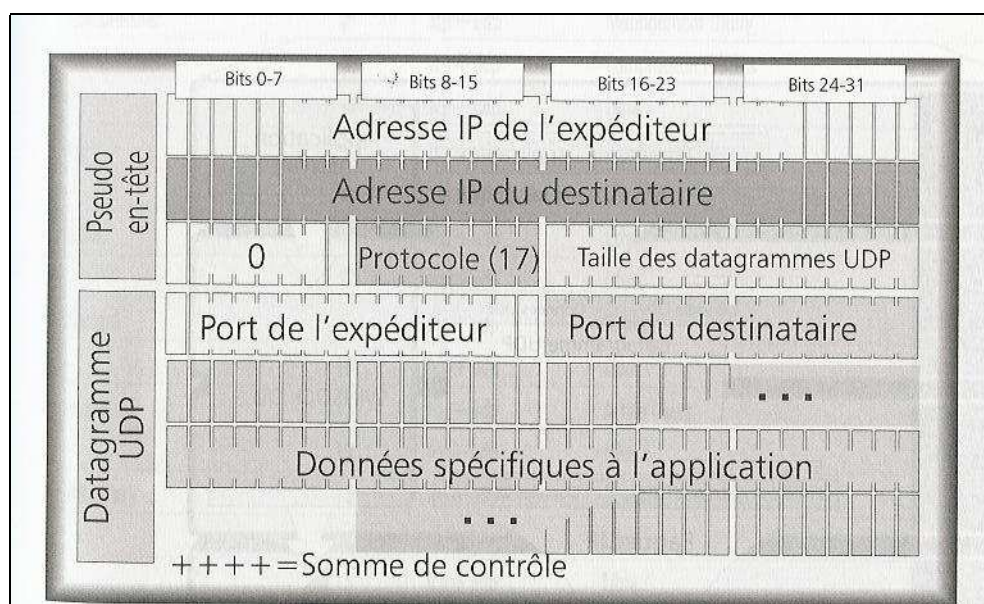 Bits 0-7 Bits 8-15 Bits 16-23 Bits 24-31
Pseudo
en-tête
Adresse IP de l'expéditeur
Adresse IP du destinataire
0 Protocole (17) Taille des datagrammes UDP
Datagramme
UDP
Port de l'expéditeur Port du destinataire
...
Données spécifiques à l'application
...
++++=Somme de contrôle